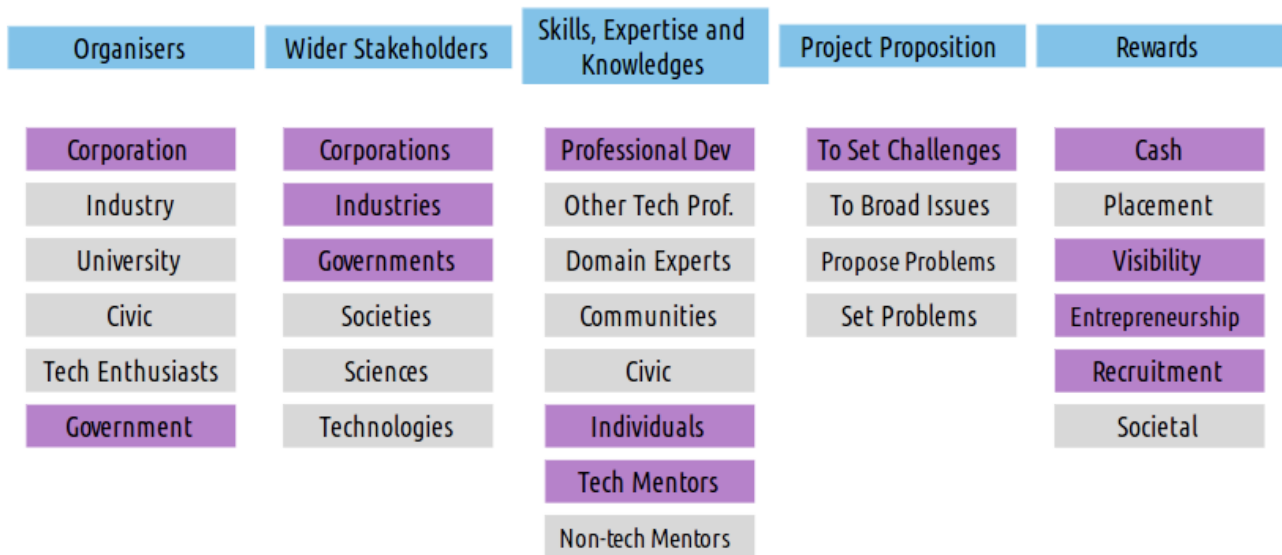 Organisers
Wider Stakeholders
Skills, Expertise and
Knowledges
Project Proposition
Rewards
Corporation
Corporations
Professional Dev
To Set Challenges
Cash
Industry
Industries
Other Tech Prof.
To Broad Issues
Placement
University
Governments
Domain Experts
Propose Problems
Visibility
Civic
Societies
Communities
Set Problems
Entrepreneurship
Tech Enthusiasts
Sciences
Civic
Recruitment
Government
Technologies
Individuals
Societal
Tech Mentors
Non-tech Mentors